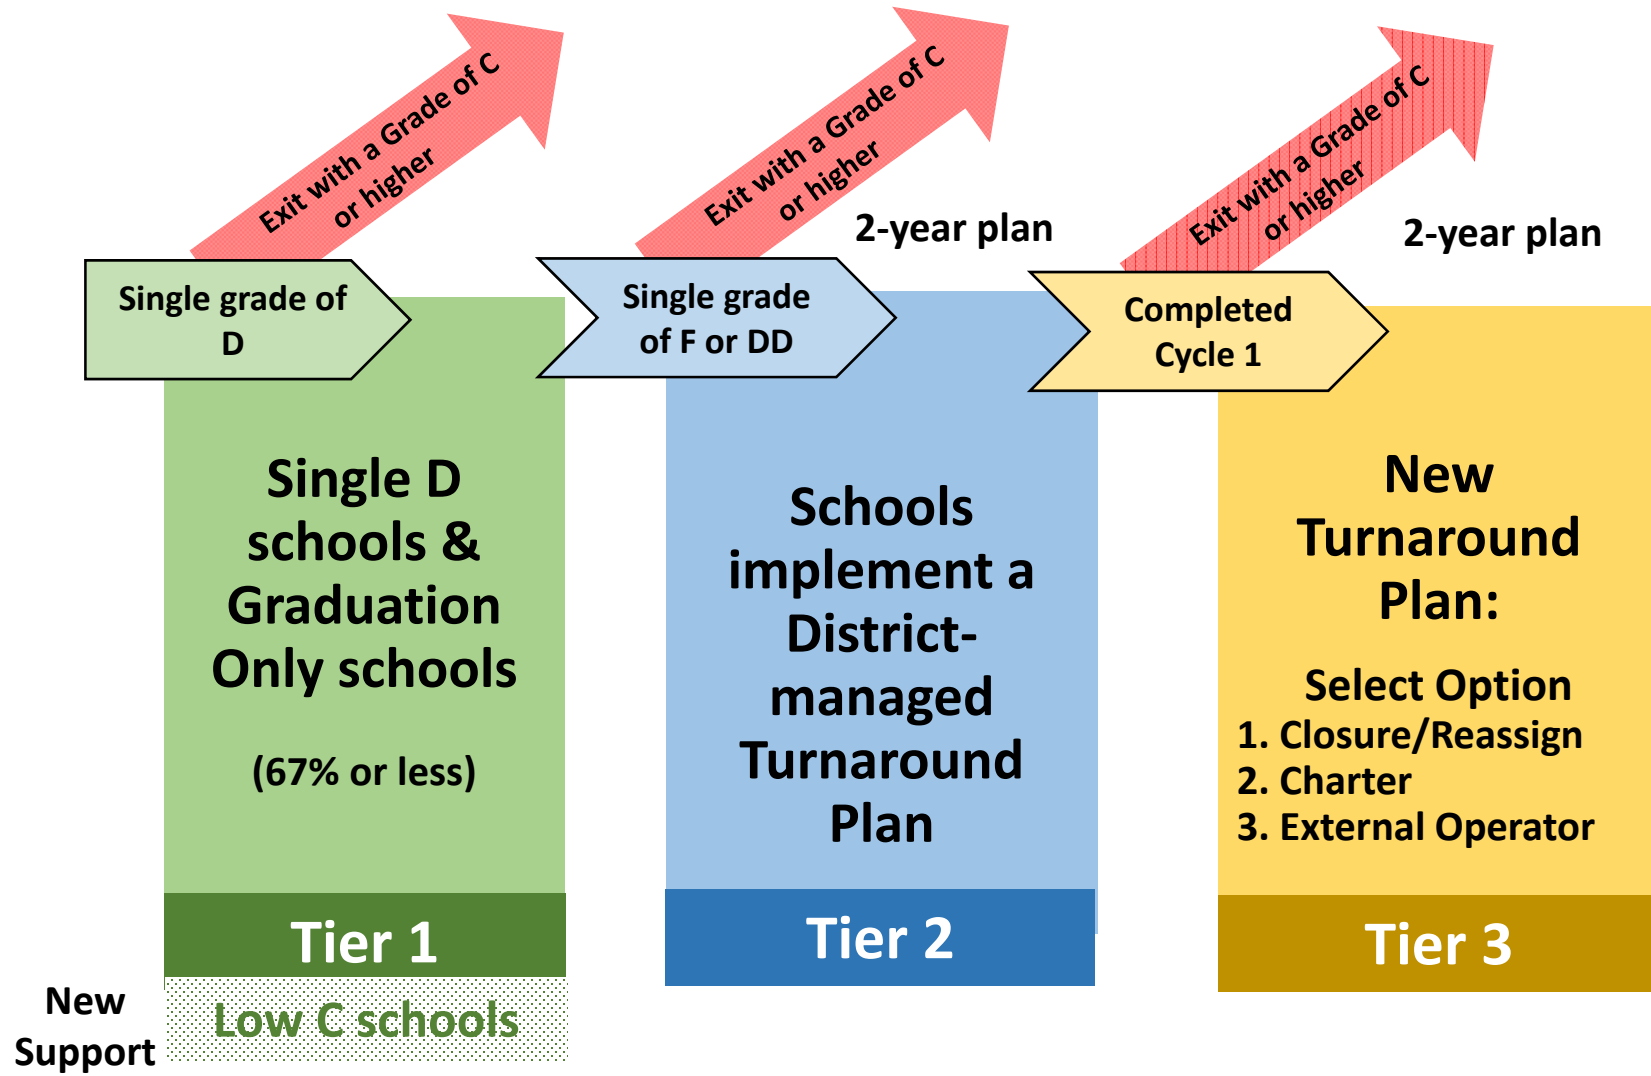 Exit with a Grade of C
or higher
Exit with a Grade of C
or higher
Exit with a Grade of C
or higher
2-year plan
2-year plan
Single grade of
D
Single grade
of F or DD
Completed
Cycle 1
Single D
schools &
Graduation
Only schools
(67% or less)
Schools
implement a
District-
managed
Turnaround
Plan
New
Turnaround
Plan:
Select Option
1. Closure/Reassign
2. Charter
3. External Operator
Tier 1
Tier 2
Tier 3
New
Support
Low C schools